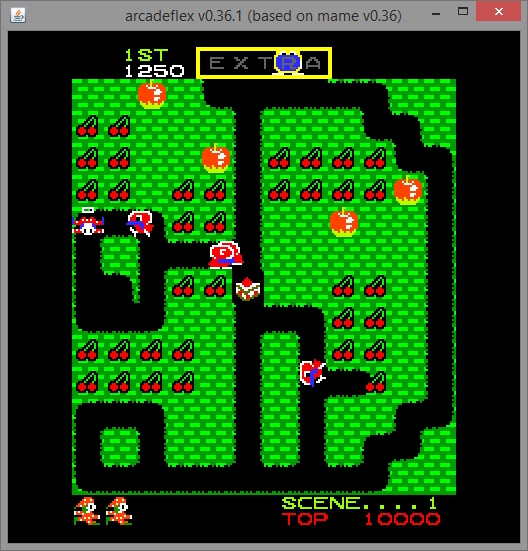 arcadeflex v0.36.1 (based on mame v0.36)
1ST
1250
EXTRA
SCENE....1
TOP 10000